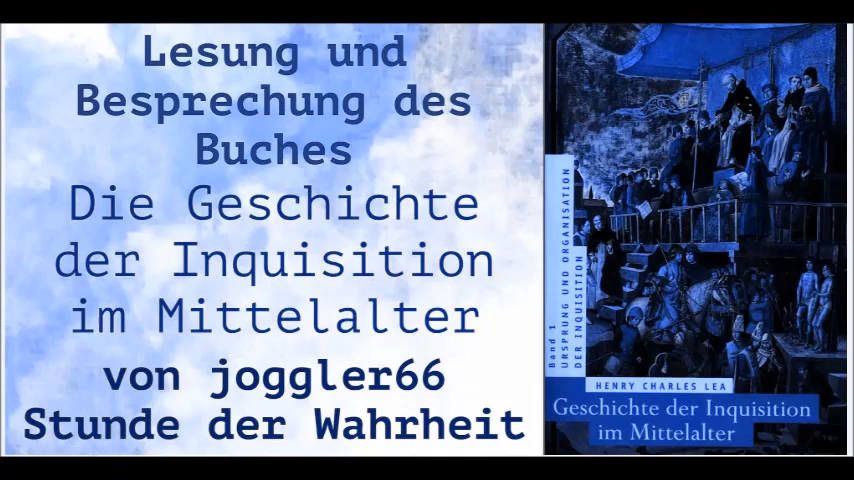 Lesung und
Besprechung des
Buches
Die Geschichte
der Inquisition
im Mittelalter
von joggler66
Stunde der Wahrheit
Band 1
URSPRUNG UND ORGANISATION
DER INQUISITION
HENRY CHARLES LEA
Geschichte der Inquisition
im Mittelalter